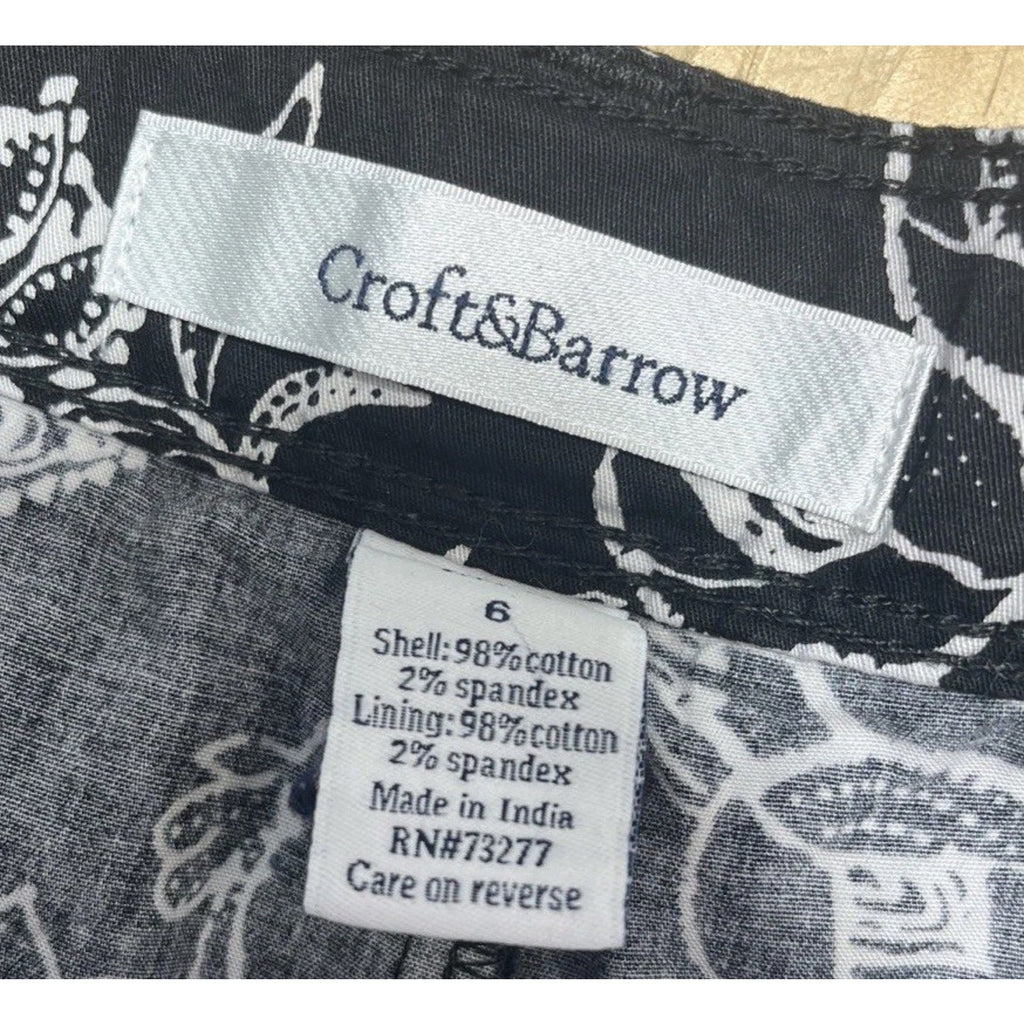 Croft&Barrow
6
Shell:98%cotton
2% spandex
Lining:98%cotton
2% spandex
Made in India
RN#73277
Care on reverse